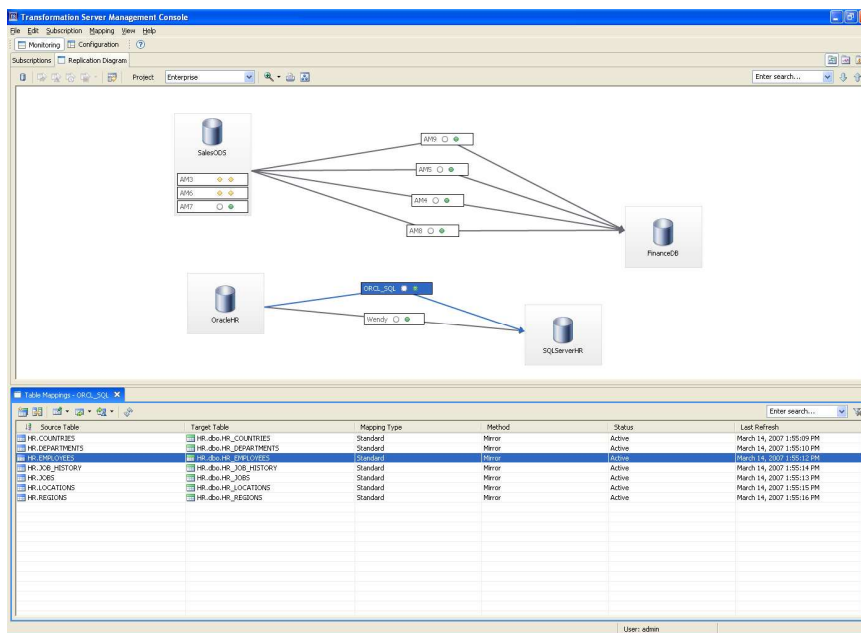 Transformation Server Management Console
File Edit Subscription Mapping View Help
Monitoring Configuration
Subscriptions Replication Diagram
Project Enterprise Enter search...
SalesODS
AM3
AM6
AM7
AM9
AM5
AM4
AM8
FinanceDB
OracleHR
ORCL_SQL
Wendy
SQLServerHR
Table Mappings - ORCL_SQL
Enter search...
Source Table Target Table Mapping Type Method Status Last Refresh
HR.COUNTRIES HR.dbo.HR_COUNTRIES Standard Mirror Active March 14, 2007 1:55:09 PM
HR.DEPARTMENTS HR.dbo.HR_DEPARTMENTS Standard Mirror Active March 14, 2007 1:55:10 PM
HR.EMPLOYEES HR.dbo.HR_EMPLOYEES Standard Mirror Active March 14, 2007 1:55:12 PM
HR.JOB_HISTORY HR.dbo.HR_JOB_HISTORY Standard Mirror Active March 14, 2007 1:55:14 PM
HR.JOBS HR.dbo.HR_JOBS Standard Mirror Active March 14, 2007 1:55:13 PM
HR.LOCATIONS HR.dbo.HR_LOCATIONS Standard Mirror Active March 14, 2007 1:55:15 PM
HR.REGIONS HR.dbo.HR_REGIONS Standard Mirror Active March 14, 2007 1:55:16 PM
User: admin